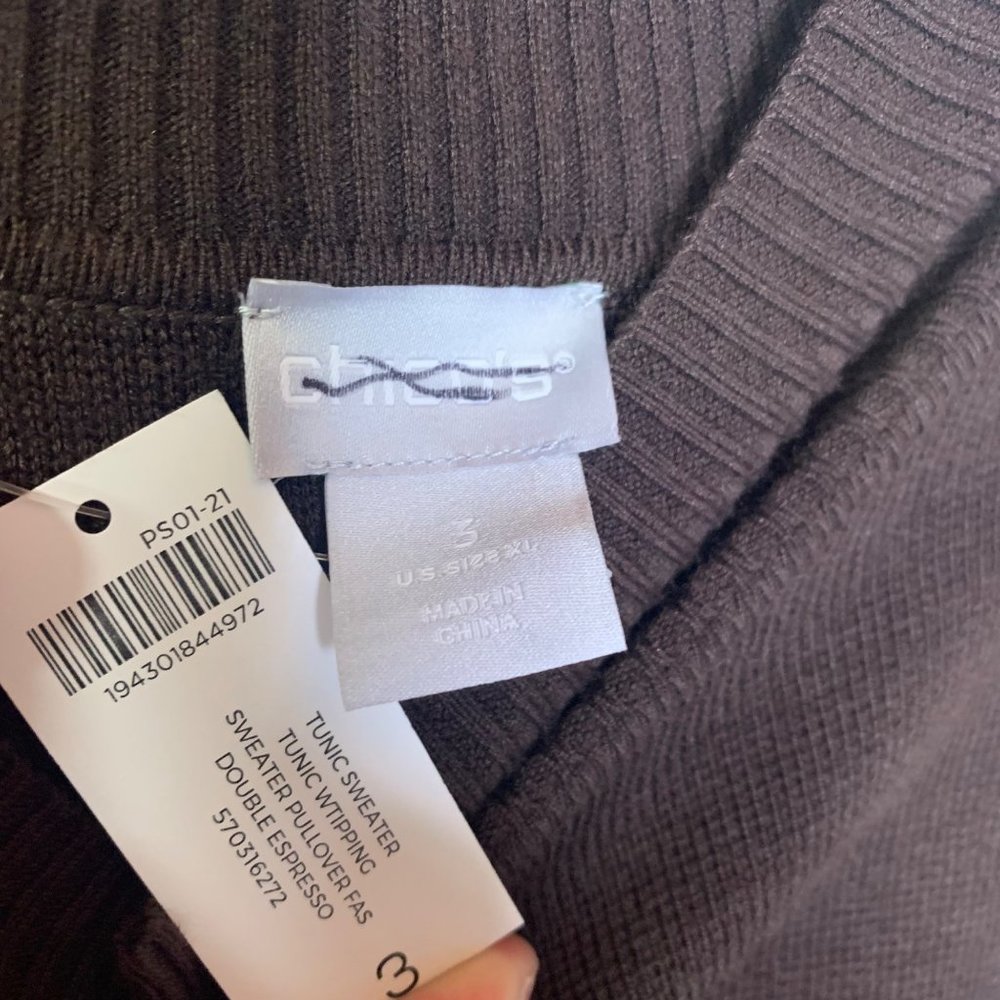 chico's®
3
U.S. SIZE XL
MADE IN
CHINA
PS01-21
194301844972
TUNIC SWEATER
TUNIC WTIPPING
SWEATER PULLOVER FAS
DOUBLE ESPRESSO
570316272
3